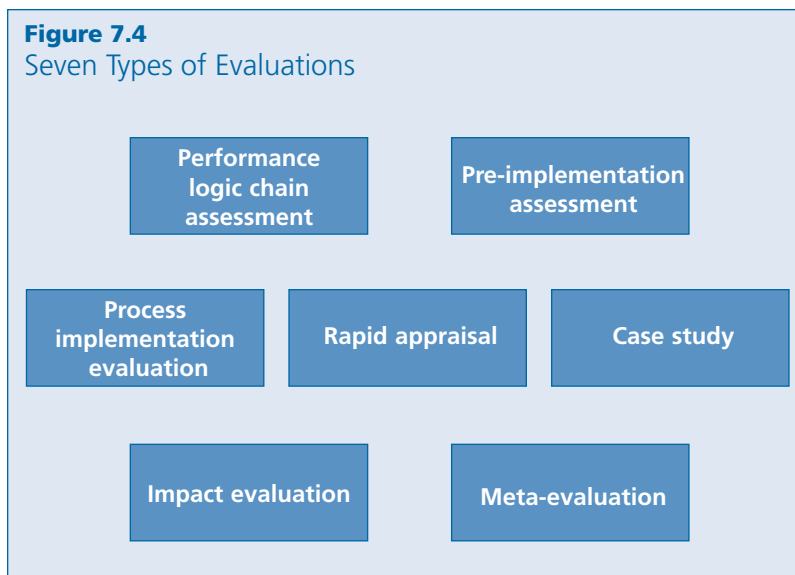 Figure 7.4
Seven Types of Evaluations
Performance
logic chain
assessment
Pre-implementation
assessment
Process
implementation
evaluation
Rapid appraisal
Case study
Impact evaluation
Meta-evaluation